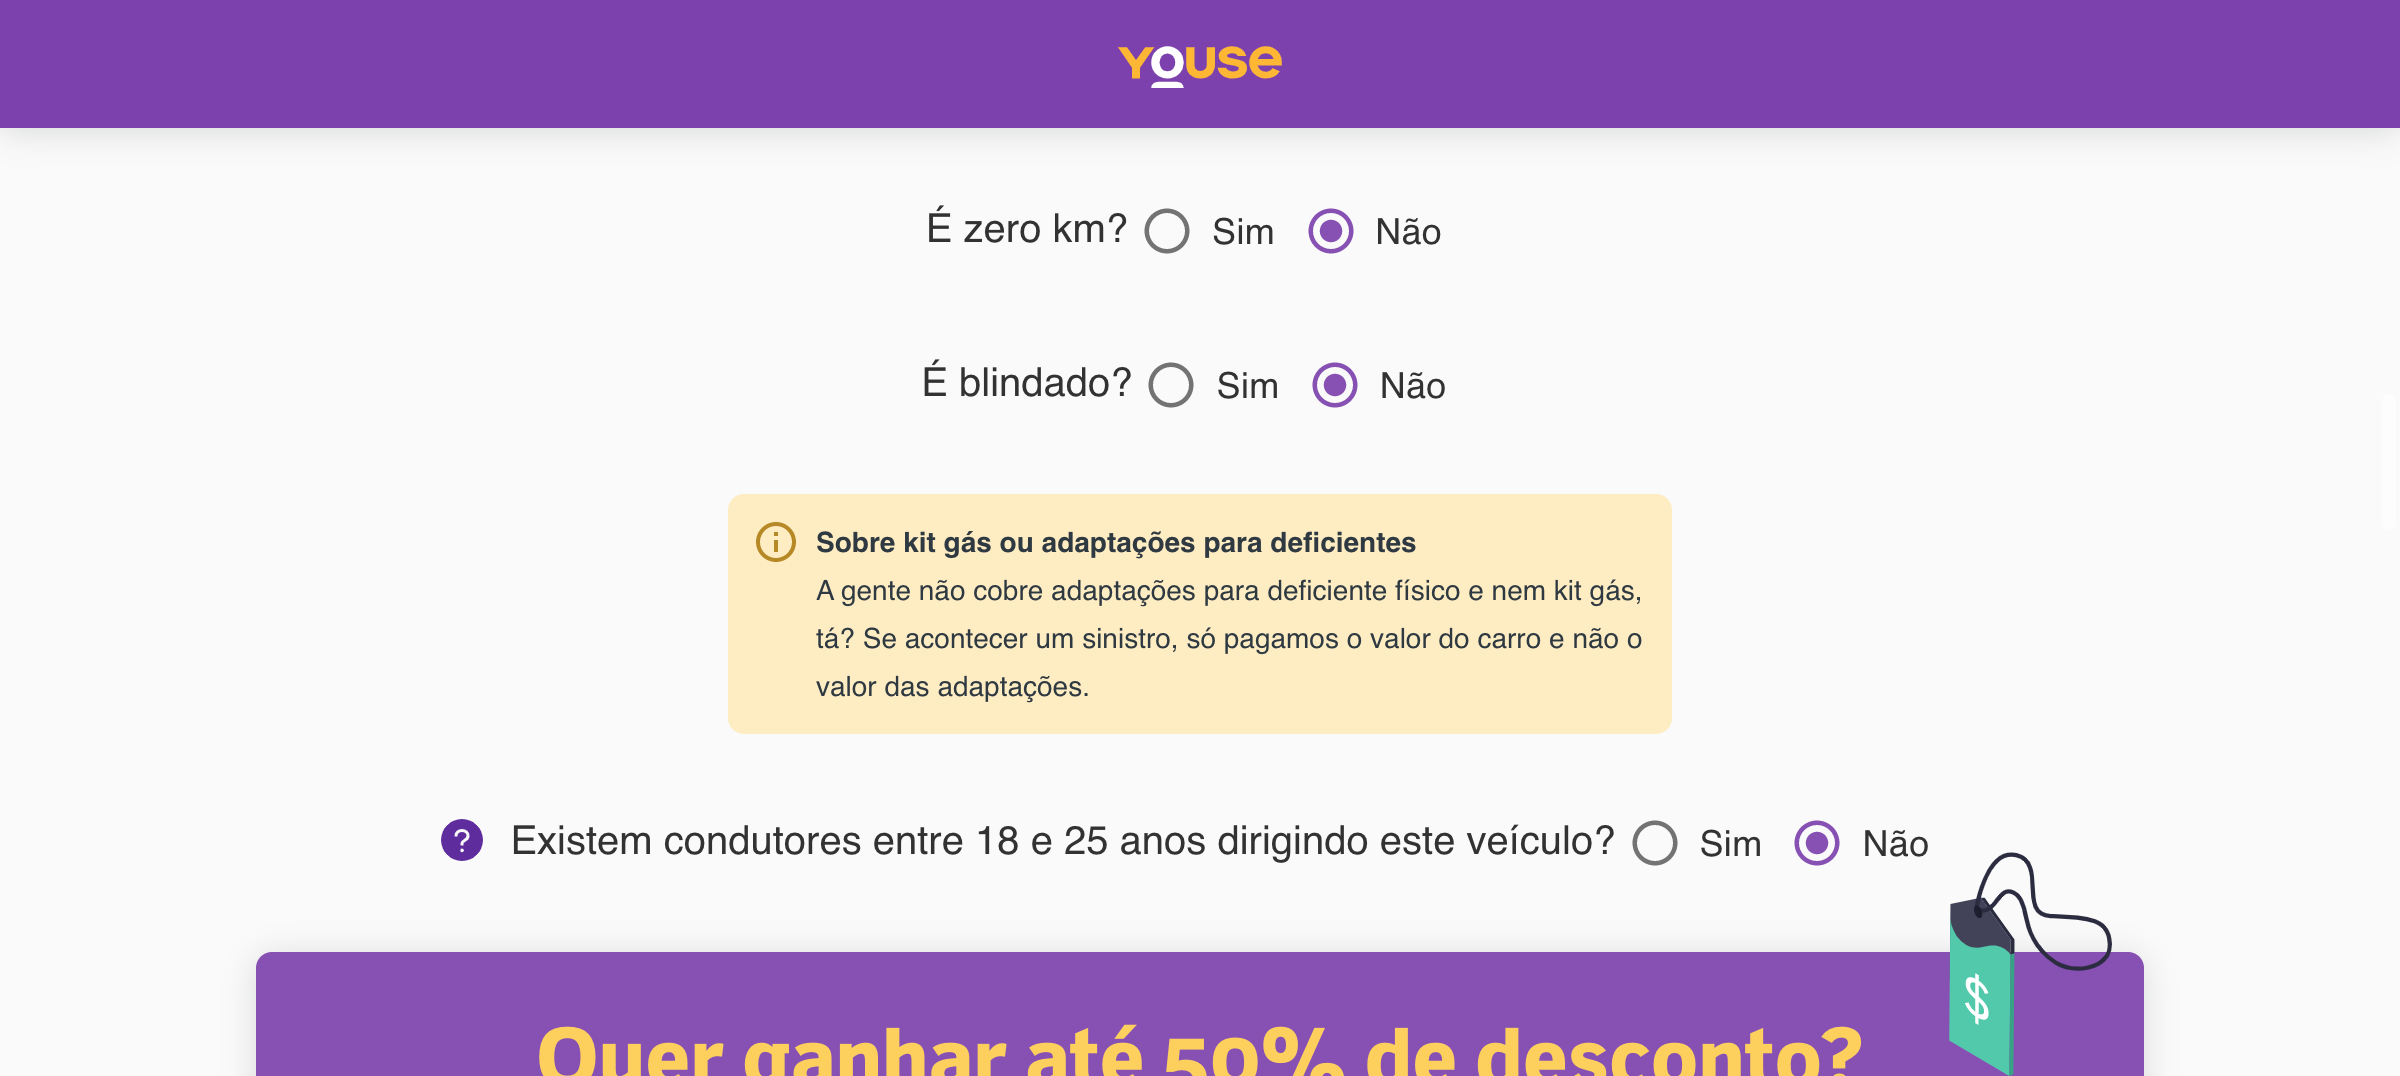 YOUSE
É zero km? Sim Não
É blindado? Sim Não
Sobre kit gás ou adaptações para deficientes
A gente não cobre adaptações para deficiente físico e nem kit gás,
tá? Se acontecer um sinistro, só pagamos o valor do carro e não o
valor das adaptações.
? Existem condutores entre 18 e 25 anos dirigindo este veículo? Sim Não
$
Quer ganhar até 50% de desconto?